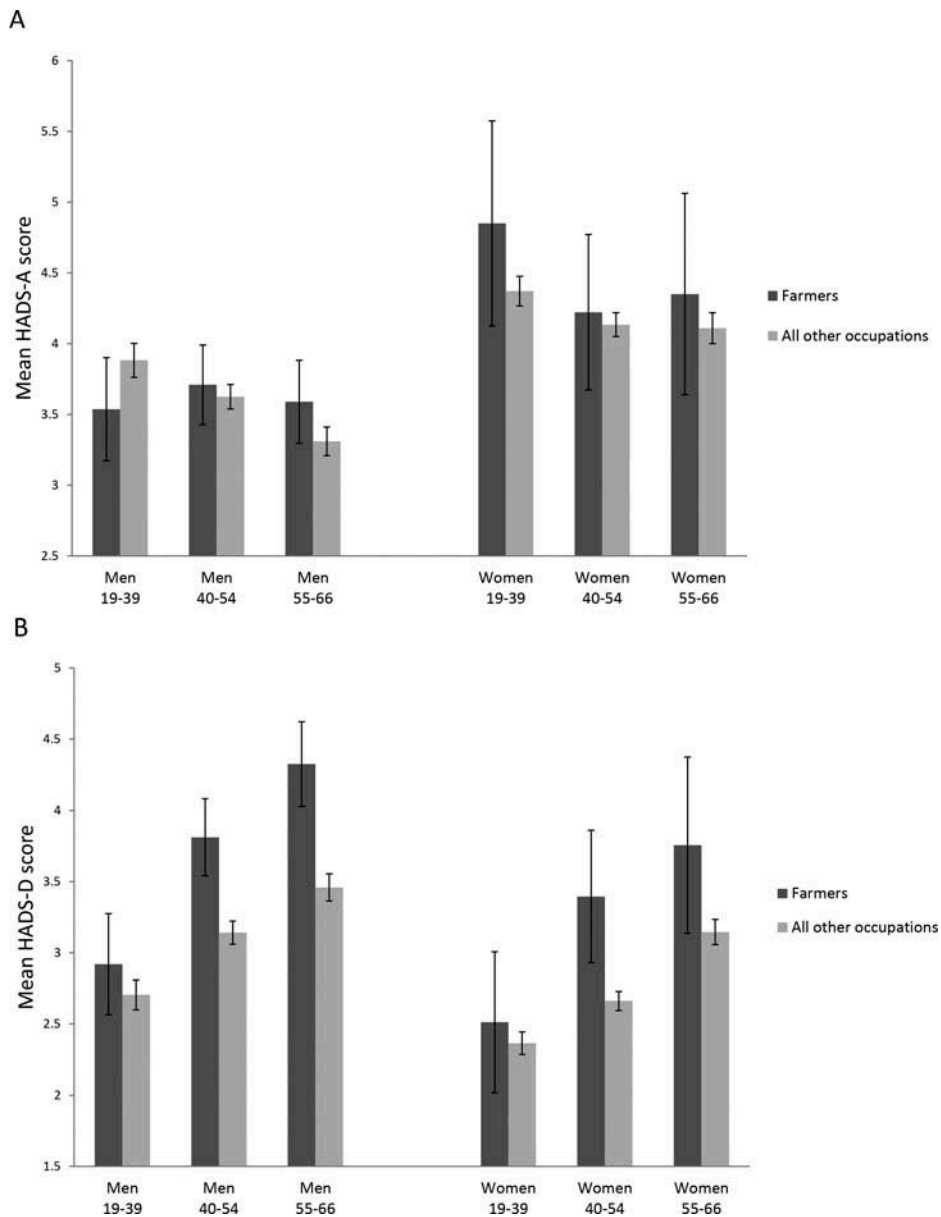 A
Mean HADS-A score
6
5.5
5
4.5
4
3.5
3
2.5
Men
19-39
Men
40-54
Men
55-66
Women
19-39
Women
40-54
Women
55-66
Farmers
All other occupations
B
Mean HADS-D score
5
4.5
4
3.5
3
2.5
2
1.5
Men
19-39
Men
40-54
Men
55-66
Women
19-39
Women
40-54
Women
55-66
Farmers
All other occupations